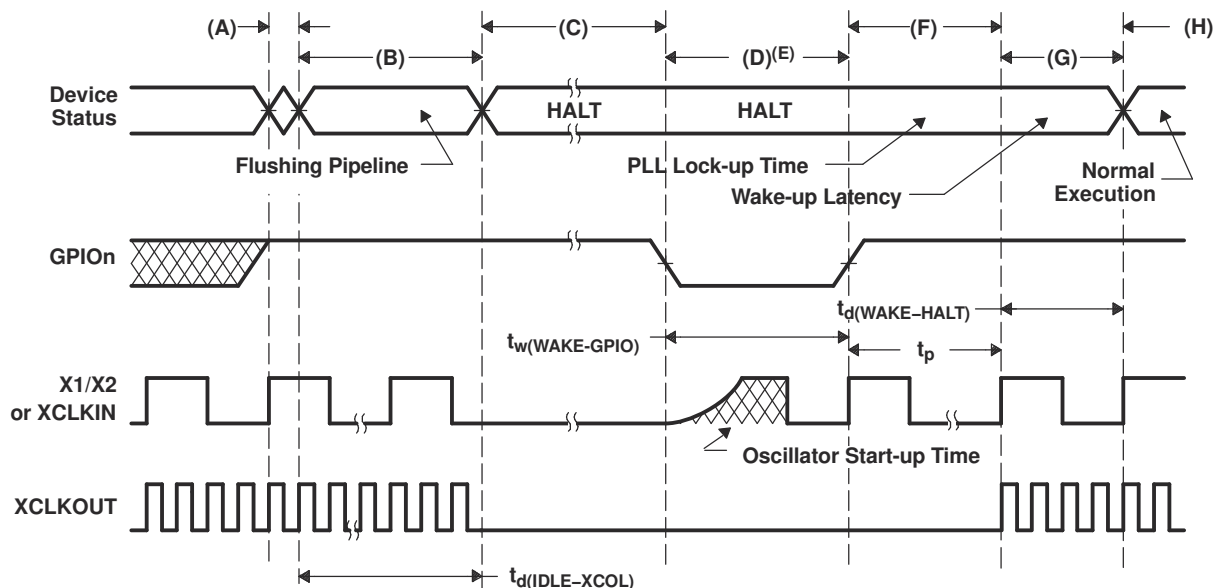 (A)
(B)
(C)
(D)(E)
(F)
(G)
(H)
Device
Status
HALT
HALT
Flushing Pipeline
PLL Lock-up Time
Wake-up Latency
Normal
Execution
GPIOn
td(WAKE−HALT)
tw(WAKE-GPIO)
tp
X1/X2
or XCLKIN
Oscillator Start-up Time
XCLKOUT
td(IDLE−XCOL)